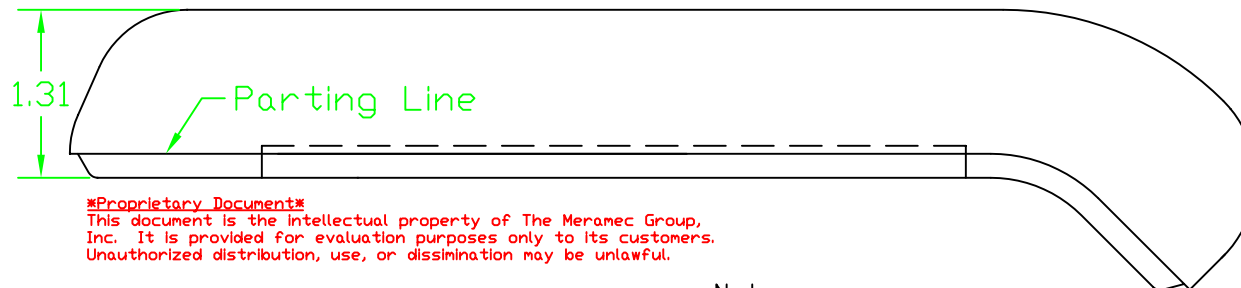 1.31
Parting Line
*Proprietary Document*
This document is the intellectual property of The Meramec Group,
Inc. It is provided for evaluation purposes only to its customers.
Unauthorized distribution, use, or dissimination may be unlawful.